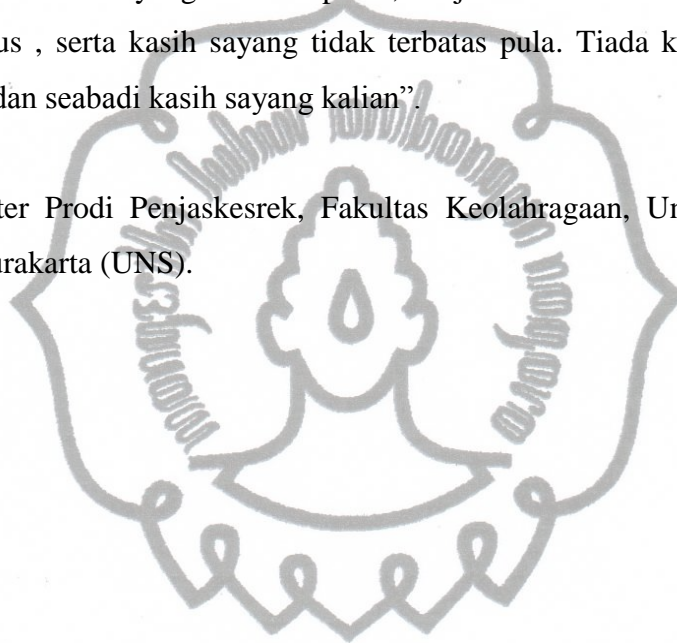 yang
us , serta kasih sayang tidak terbatas pula. Tiada k
dan seabadi kasih sayang kalian”.
ter Prodi Penjaskesrek, Fakultas Keolahragaan, Un
urakarta (UNS).